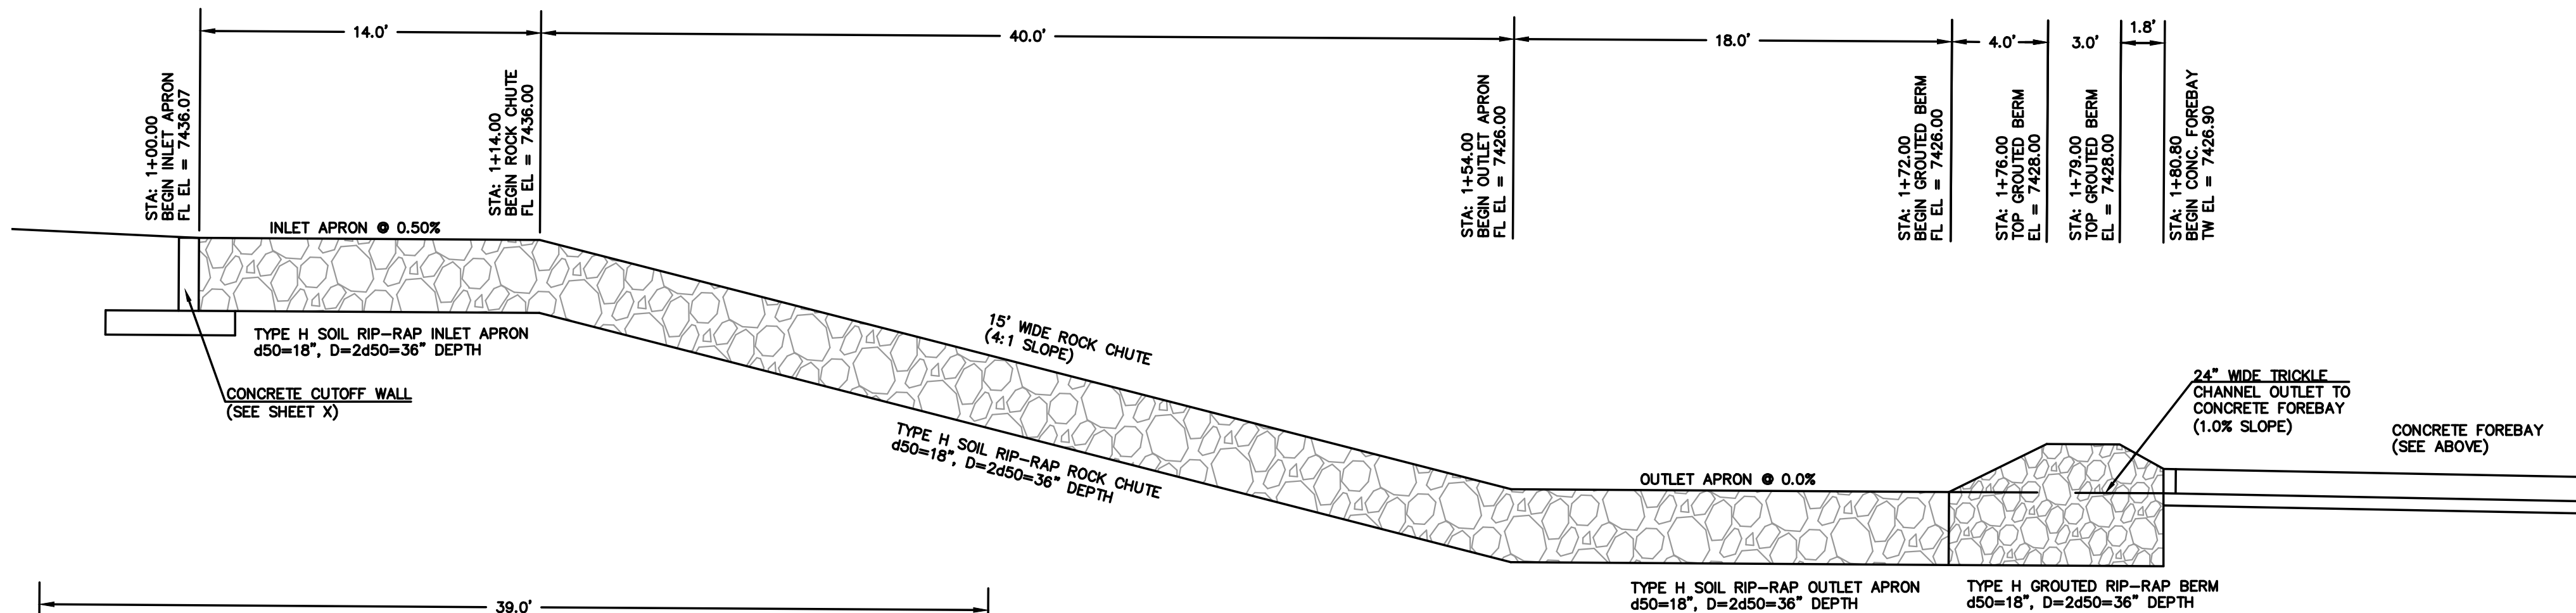 14.0'
40.0'
18.0'
4.0'
3.0'
1.8'
STA: 1+00.00
BEGIN INLET APRON
FL EL = 7436.07
STA: 1+14.00
BEGIN ROCK CHUTE
FL EL = 7436.00
STA: 1+54.00
BEGIN OUTLET APRON
FL EL = 7426.00
STA: 1+72.00
BEGIN GROUTED BERM
FL EL = 7426.00
STA: 1+76.00
TOP GROUTED BERM
EL = 7428.00
STA: 1+79.00
TOP GROUTED BERM
EL = 7428.00
STA: 1+80.80
BEGIN CONC. FOREBAY
TW EL = 7426.90
INLET APRON @ 0.50%
TYPE H SOIL RIP-RAP INLET APRON
d50=18", D=2d50=36" DEPTH
CONCRETE CUTOFF WALL
(SEE SHEET X)
15' WIDE ROCK CHUTE
(4:1 SLOPE)
TYPE H SOIL RIP-RAP ROCK CHUTE
d50=18", D=2d50=36" DEPTH
24" WIDE TRICKLE
CHANNEL OUTLET TO
CONCRETE FOREBAY
(1.0% SLOPE)
CONCRETE FOREBAY
(SEE ABOVE)
OUTLET APRON @ 0.0%
TYPE H SOIL RIP-RAP OUTLET APRON
d50=18", D=2d50=36" DEPTH
TYPE H GROUTED RIP-RAP BERM
d50=18", D=2d50=36" DEPTH
39.0'